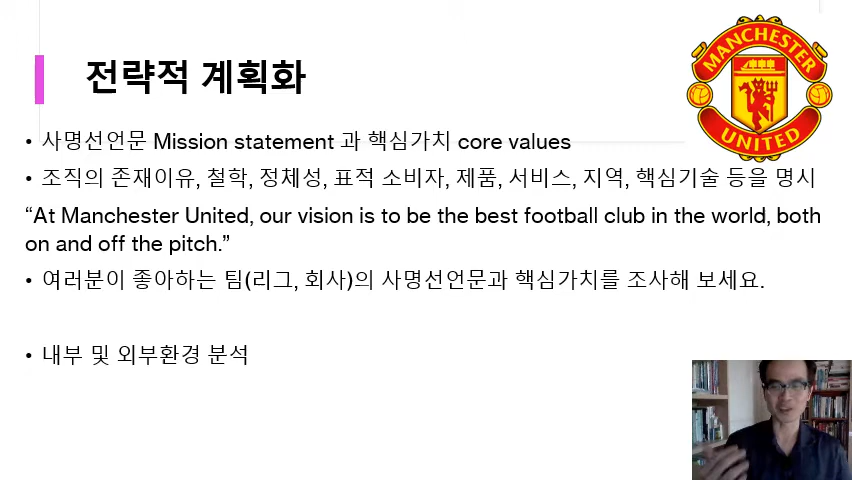 전략적 계획화
MANCHESTER
UNITED
• 사명선언문 Mission statement 과 핵심가치 core values
• 조직의 존재이유, 철학, 정체성, 표적 소비자, 제품, 서비스, 지역, 핵심기술 등을 명시
“At Manchester United, our vision is to be the best football club in the world, both
on and off the pitch.”
• 여러분이 좋아하는 팀(리그, 회사)의 사명선언문과 핵심가치를 조사해 보세요.
• 내부 및 외부환경 분석